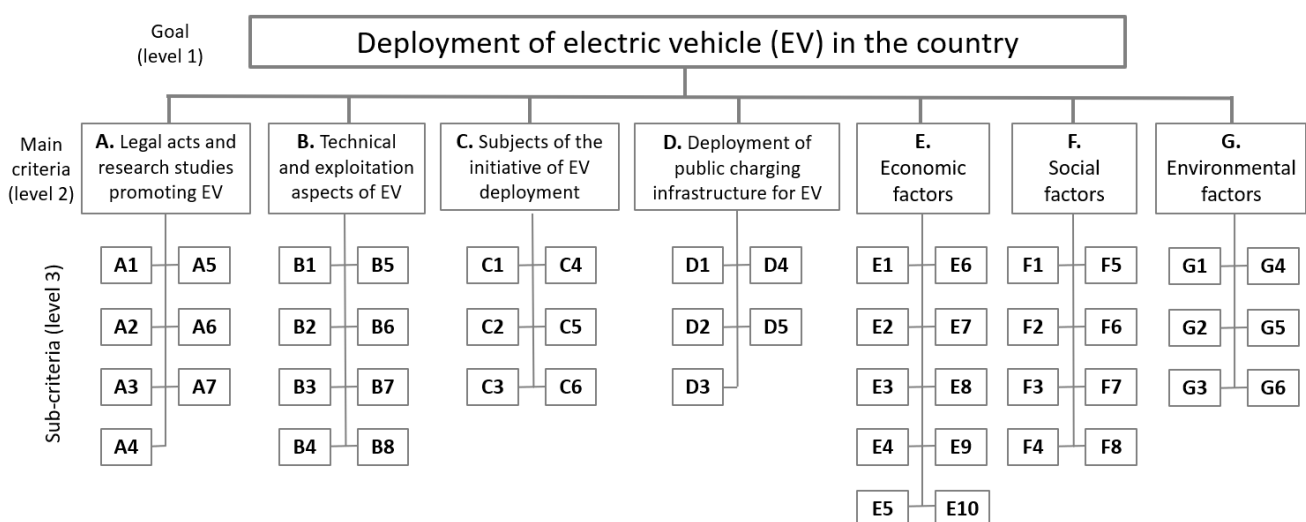 Goal
(level 1)
Deployment of electric vehicle (EV) in the country
Main
criteria
(level 2)
A. Legal acts and
research studies
promoting EV
B. Technical
and exploitation
aspects of EV
C. Subjects of the
initiative of EV
deployment
D. Deployment of
public charging
infrastructure for EV
E.
Economic
factors
F.
Social
factors
G.
Environmental
factors
Sub-criteria (level 3)
A1 A5
A2 A6
A3 A7
A4
B1 B5
B2 B6
B3 B7
B4 B8
C1 C4
C2 C5
C3 C6
D1 D4
D2 D5
D3
E1 E6
E2 E7
E3 E8
E4 E9
E5 E10
F1 F5
F2 F6
F3 F7
F4 F8
G1 G4
G2 G5
G3 G6